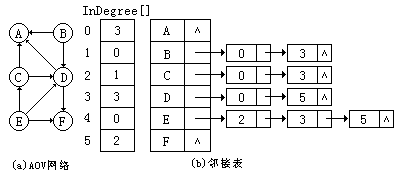 InDegree[]
A B
C D
E F
0 3 A ∧
1 0 B 0 3 ∧
2 1 C 0 3 ∧
3 3 D 0 5 ∧
4 0 E 2 3 5 ∧
5 2 F ∧
(a)AOV网络 (b)邻接表